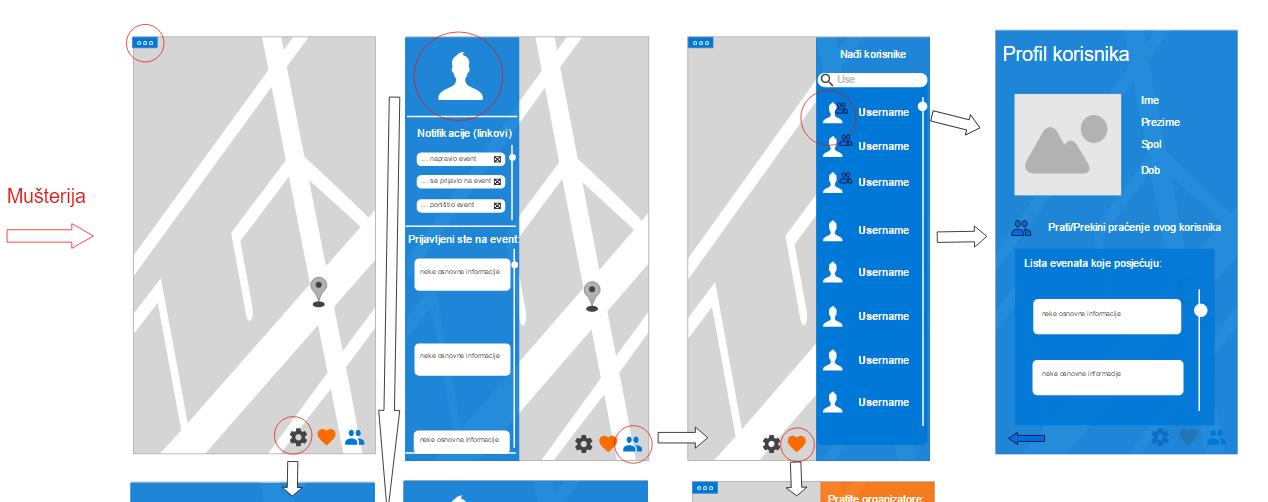 Mušterija
Notifikacije (linkovi)
.... napravio event
.... se prijavio na event
.... poništio event
Prijavljeni ste na event:
neke osnovne informacije
neke osnovne informacije
neke osnovne informacije
Nađi korisnike
Use
Username
Username
Username
Username
Username
Username
Username
Username
Profil korisnika
Ime
Prezime
Spol
Dob
Prati/Prekini praćenje ovog korisnika
Lista evenata koje posjećuju:
neke osnovne informacije
neke osnovne informacije
Pratite organizatore: